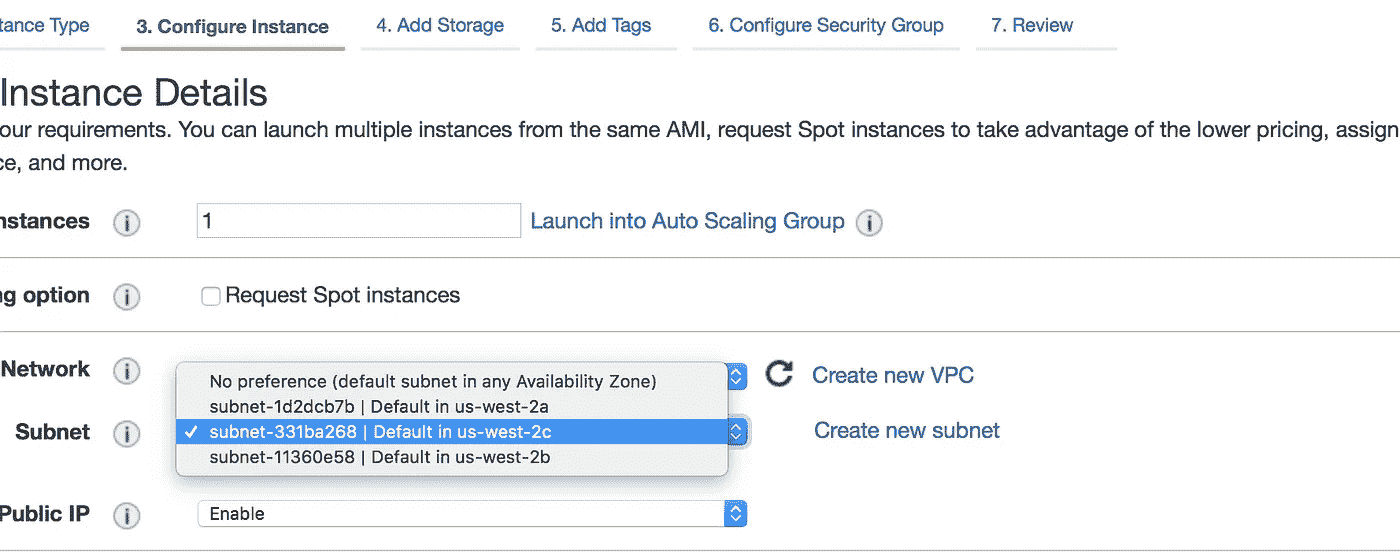 tance Type 3. Configure Instance 4. Add Storage 5. Add Tags 6. Configure Security Group 7. Review
Instance Details
our requirements. You can launch multiple instances from the same AMI, request Spot instances to take advantage of the lower pricing, assign
ce, and more.
nstances i 1 Launch into Auto Scaling Group i
ng option i Request Spot instances
Network i Create new VPC
No preference (default subnet in any Availability Zone)
subnet-1d2dcb7b | Default in us-west-2a
Subnet i ✓ subnet-331ba268 | Default in us-west-2c Create new subnet
subnet-11360e58 | Default in us-west-2b
Public IP i Enable